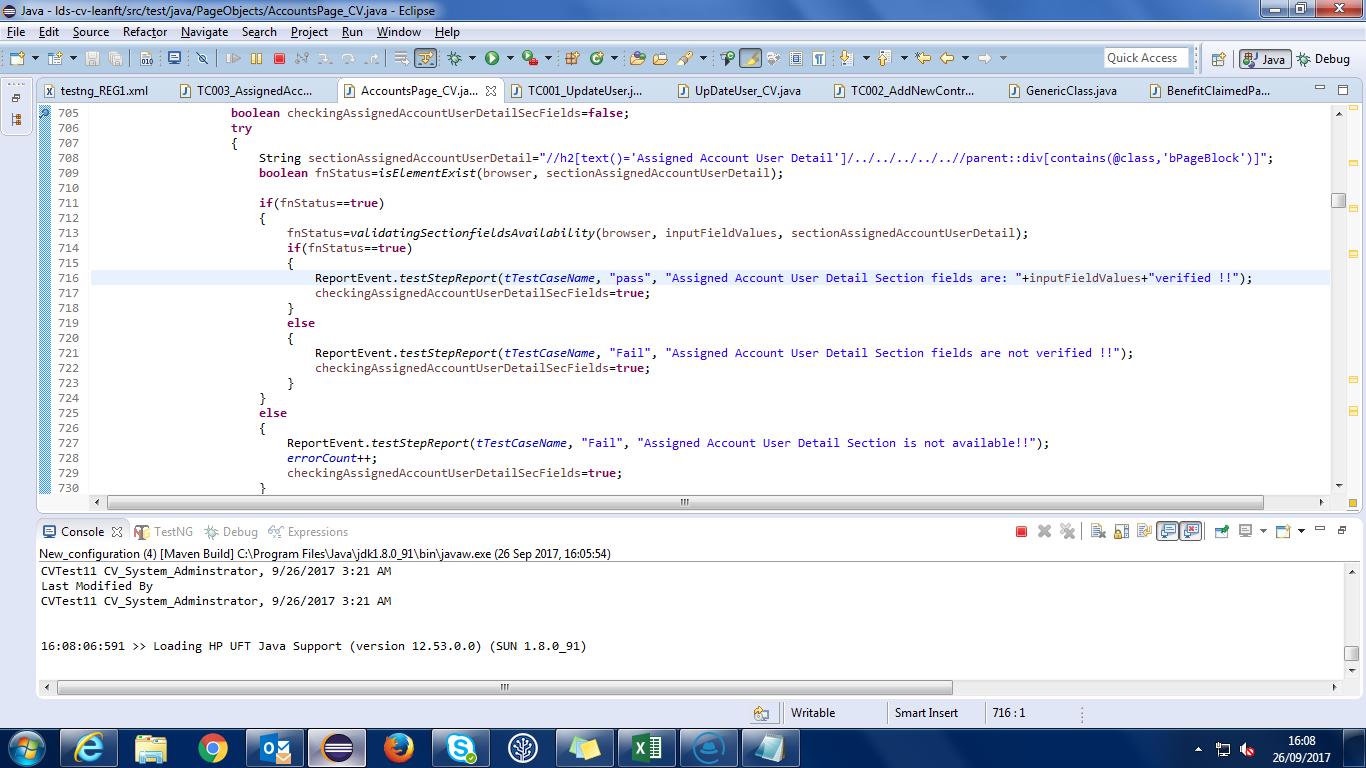 Java - lds-cv-leanft/src/test/java/PageObjects/AccountsPage_CV.java - Eclipse
File Edit Source Refactor Navigate Search Project Run Window Help
Quick Access Java Debug
testng_REG1.xml TC003_AssignedAcc... AccountsPage_CV.ja... TC001_UpdateUser.j... UpDateUser_CV.java TC002_AddNewContr... GenericClass.java BenefitClaimedPa...
705 boolean checkingAssignedAccountUserDetailSecFields=false;
706 try
707 {
708 String sectionAssignedAccountUserDetail="//h2[text()='Assigned Account User Detail']/../../../../..//parent::div[contains(@class,'bPageBlock')]";
709 boolean fnStatus=isElementExist(browser, sectionAssignedAccountUserDetail);
710
711 if(fnStatus==true)
712 {
713 fnStatus=validatingSectionfieldsAvailability(browser, inputFieldValues, sectionAssignedAccountUserDetail);
714 if(fnStatus==true)
715 {
716 ReportEvent.testStepReport(tTestCaseName, "pass", "Assigned Account User Detail Section fields are: "+inputFieldValues+"verified !!");
717 checkingAssignedAccountUserDetailSecFields=true;
718 }
719 else
720 {
721 ReportEvent.testStepReport(tTestCaseName, "Fail", "Assigned Account User Detail Section fields are not verified !!");
722 checkingAssignedAccountUserDetailSecFields=true;
723 }
724 }
725 else
726 {
727 ReportEvent.testStepReport(tTestCaseName, "Fail", "Assigned Account User Detail Section is not available!!");
728 errorCount++;
729 checkingAssignedAccountUserDetailSecFields=true;
730 }
Console TestNG Debug Expressions
New_configuration (4) [Maven Build] C:\Program Files\Java\jdk1.8.0_91\bin\javaw.exe (26 Sep 2017, 16:05:54)
CVTest11 CV_System_Adminstrator, 9/26/2017 3:21 AM
Last Modified By
CVTest11 CV_System_Adminstrator, 9/26/2017 3:21 AM
16:08:06:591 >> Loading HP UFT Java Support (version 12.53.0.0) (SUN 1.8.0_91)
Writable Smart Insert 716 : 1
16:08
26/09/2017